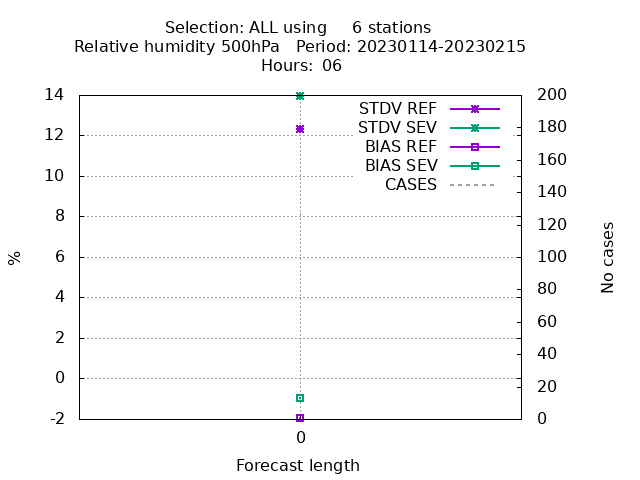 Selection: ALL using 6 stations
Relative humidity 500hPa Period: 20230114-20230215
Hours: 06
14
12
10
8
6
4
2
0
-2
%
STDV REF
STDV SEV
BIAS REF
BIAS SEV
CASES
200
180
160
140
120
100
80
60
40
20
0
No cases
0
Forecast length